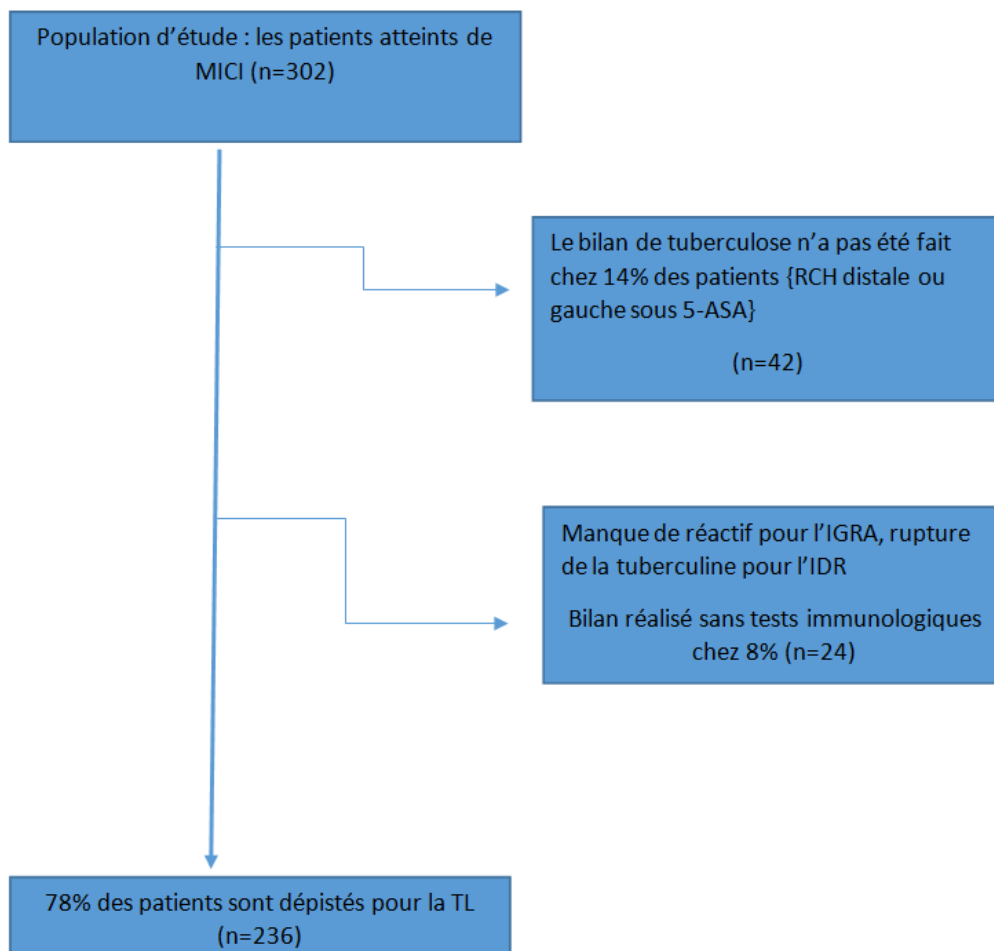 Population d’étude : les patients atteints de
MICI (n=302)
Le bilan de tuberculose n’a pas été fait
chez 14% des patients {RCH distale ou
gauche sous 5-ASA}
(n=42)
Manque de réactif pour l’IGRA, rupture
de la tuberculine pour l’IDR
Bilan réalisé sans tests immunologiques
chez 8% (n=24)
78% des patients sont dépistés pour la TL
(n=236)